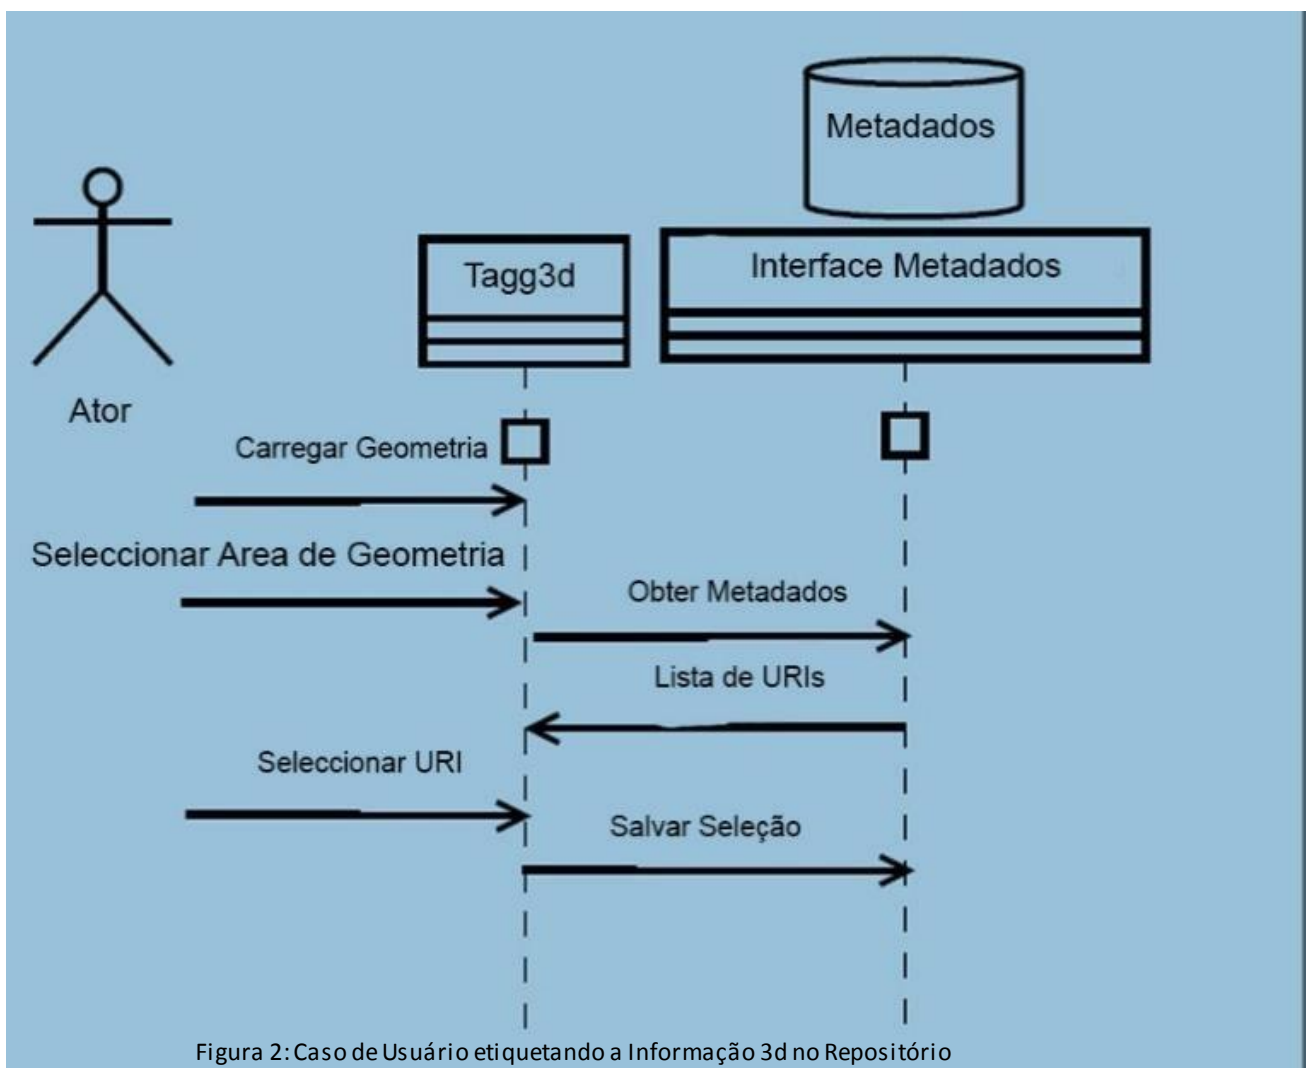 Metadados
Tagg3d
Interface Metadados
Ator
Carregar Geometria
Seleccionar Area de Geometria
Obter Metadados
Lista de URIs
Seleccionar URI
Salvar Seleção
Figura 2: Caso de Usuário etiquetando a Informação 3d no Repositório